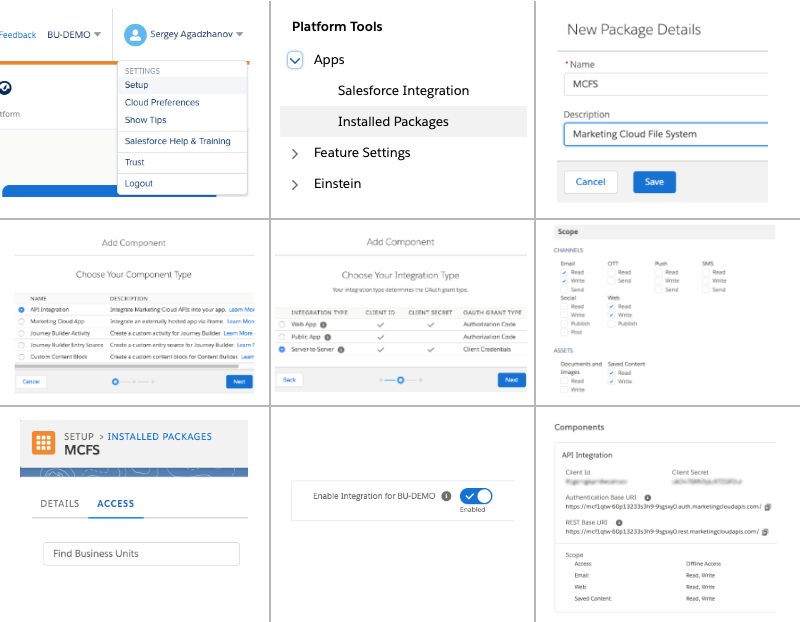 Feedback BU-DEMO Sergey Agadzhanov
tform
SETTINGS
Setup
Cloud Preferences
Show Tips
Salesforce Help & Training
Trust
Logout
Platform Tools
Apps
Salesforce Integration
Installed Packages
Feature Settings
Einstein
New Package Details
* Name
MCFS
Description
Marketing Cloud File System
Cancel Save
Add Component
Choose Your Component Type
NAME DESCRIPTION
API Integration Integrate Marketing Cloud APIs into your app. Learn Mor
Marketing Cloud App Integrate an externally hosted app via iframe. Learn Mor
Journey Builder Activity Create a custom activity for Journey Builder. Learn More
Journey Builder Entry Source Create a custom entry source for Journey Builder. Learn
Custom Content Block Create a custom content block for Content Builder. Learn
Cancel Next
Add Component
Choose Your Integration Type
Your integration type determines the OAuth grant type.
INTEGRATION TYPE CLIENT ID CLIENT SECRET OAUTH GRANT TYPE
Web App Authorization Code
Public App Authorization Code
Server-to-Server Client Credentials
Back Next
Scope
CHANNELS
Email OTT Push SMS
Read Read Read Read
Write Send Write Write
Send Send Send
Social Web
Read Read
Write Write
Publish Publish
Post
ASSETS
Documents and Images Saved Content
Read Read
Write Write
SETUP > INSTALLED PACKAGES
MCFS
DETAILS ACCESS
Find Business Units
Enable Integration for BU-DEMO
Enabled
Components
API Integration
Client Id Client Secret
Authentication Base URI
https://mcf1qtw-60p13233s3h9-9sgsxy0.auth.marketingcloudapis.com/
REST Base URI
https://mcf1qtw-60p13233s3h9-9sgsxy0.rest.marketingcloudapis.com/
Scope
Access: Offline Access
Email: Read, Write
Web: Read, Write
Saved Content: Read, Write